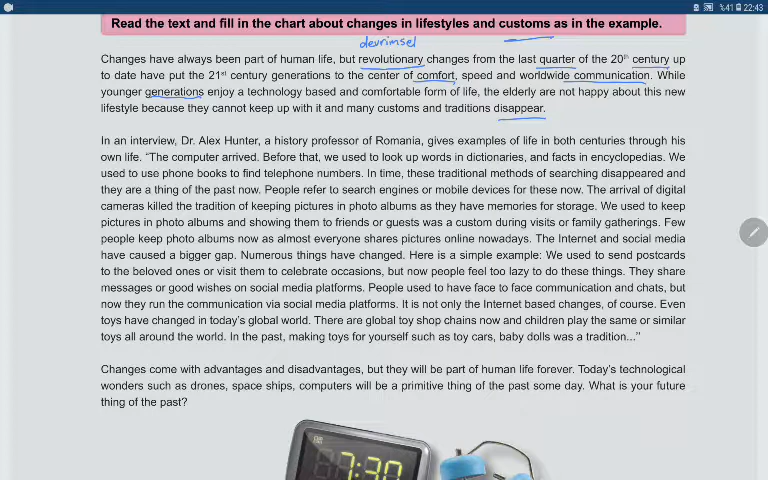 %41 22:43
Read the text and fill in the chart about changes in lifestyles and customs as in the example.
devrimsel
Changes have always been part of human life, but revolutionary changes from the last quarter of the 20th century up
to date have put the 21st century generations to the center of comfort, speed and worldwide communication. While
younger generations enjoy a technology based and comfortable form of life, the elderly are not happy about this new
lifestyle because they cannot keep up with it and many customs and traditions disappear.
In an interview, Dr. Alex Hunter, a history professor of Romania, gives examples of life in both centuries through his
own life. “The computer arrived. Before that, we used to look up words in dictionaries, and facts in encyclopedias. We
used to use phone books to find telephone numbers. In time, these traditional methods of searching disappeared and
they are a thing of the past now. People refer to search engines or mobile devices for these now. The arrival of digital
cameras killed the tradition of keeping pictures in photo albums as they have memories for storage. We used to keep
pictures in photo albums and showing them to friends or guests was a custom during visits or family gatherings. Few
people keep photo albums now as almost everyone shares pictures online nowadays. The Internet and social media
have caused a bigger gap. Numerous things have changed. Here is a simple example: We used to send postcards
to the beloved ones or visit them to celebrate occasions, but now people feel too lazy to do these things. They share
messages or good wishes on social media platforms. People used to have face to face communication and chats, but
now they run the communication via social media platforms. It is not only the Internet based changes, of course. Even
toys have changed in today’s global world. There are global toy shop chains now and children play the same or similar
toys all around the world. In the past, making toys for yourself such as toy cars, baby dolls was a tradition...”
Changes come with advantages and disadvantages, but they will be part of human life forever. Today’s technological
wonders such as drones, space ships, computers will be a primitive thing of the past some day. What is your future
thing of the past?
7:30